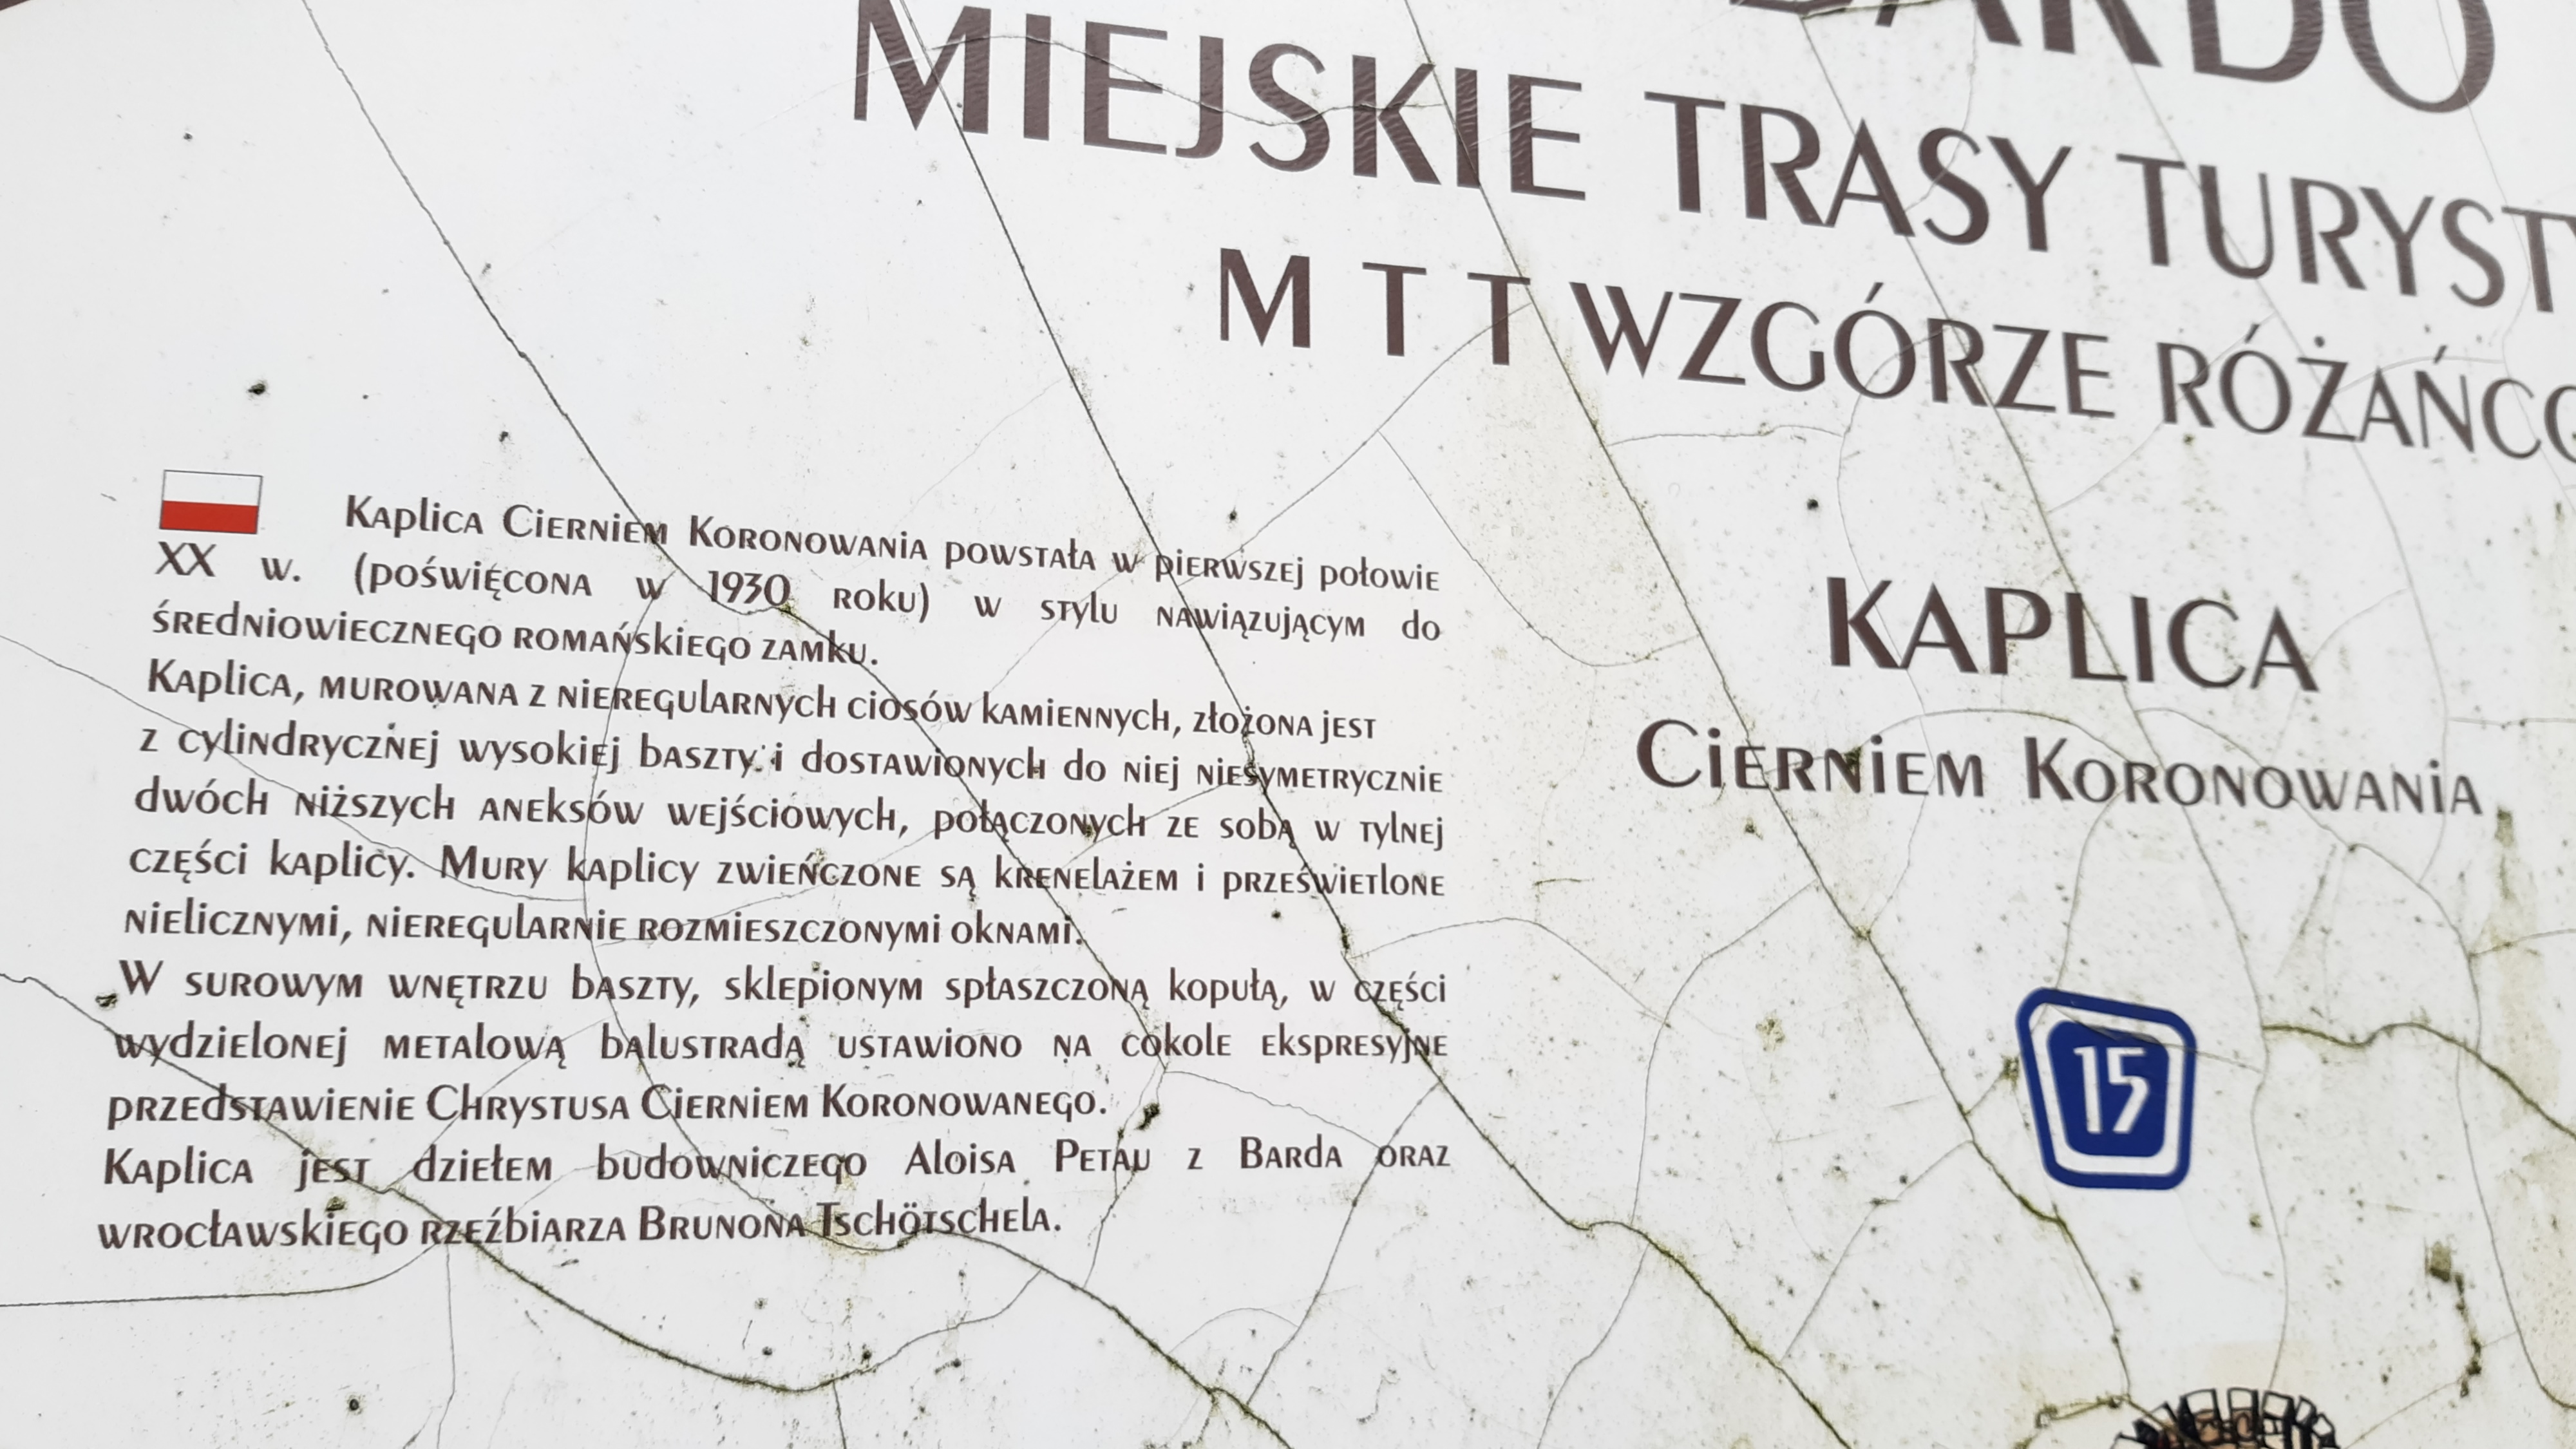 MIEJSKIE TRASY
M T T WZGÓRZE
Kaplica Cierniem Koronowania powstała w pierwszej połowie
XX w. (poświęcona w 1930 roku) w stylu nawiązującym do
średniowiecznego romańskiego zamku.
Kaplica, murowana z nieregularnych ciosów kamiennych, złożona jest
z cylindrycznej wysokiej baszty i dostawionych do niej niesymetrycznie
dwóch niższych aneksów wejściowych, połączonych ze sobą w tylnej
części kaplicy. Mury kaplicy zwieńczone są krenelażem i prześwietlone
nielicznymi, nieregularnie rozmieszczonymi oknami.
W surowym wnętrzu baszty, sklepionym spłaszczoną kopułą, w części
wydzielonej metalową balustradą ustawiono na cokole ekspresyjne
przedstawienie Chrystusa Cierniem Koronowanego.
Kaplica jest dziełem budowniczego Aloisa Petau z Barda oraz
wrocławskiego rzeźbiarza Brunona Tschötschela.
KAPLICA
Cierniem Koronowania
15